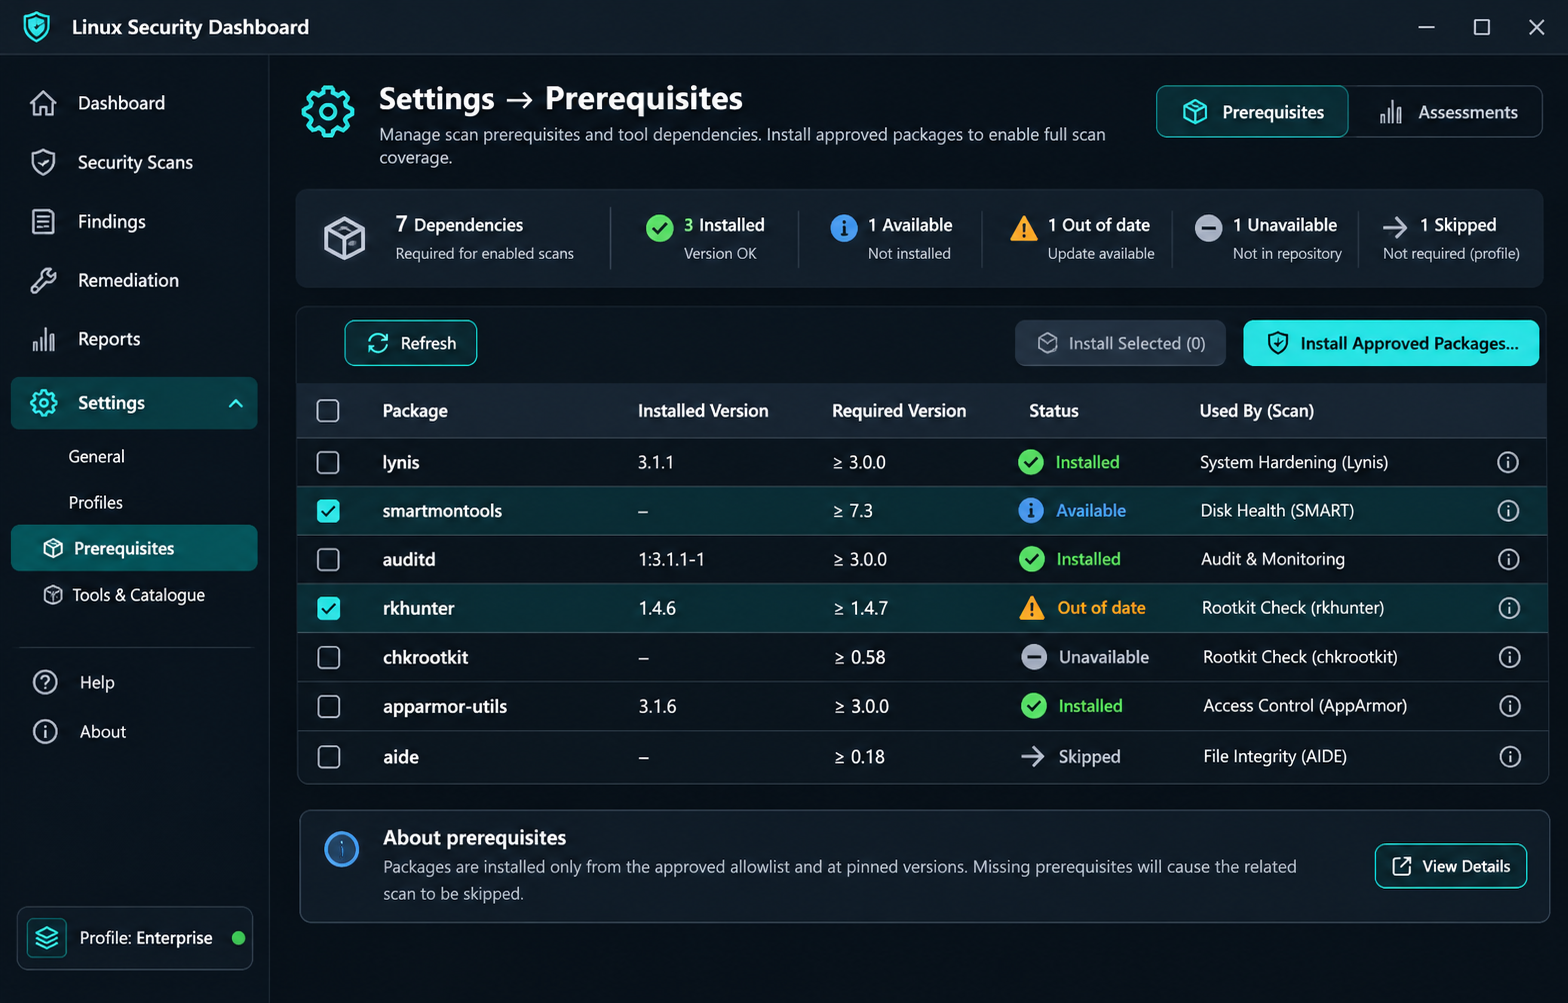 Linux Security Dashboard
Dashboard
Security Scans
Findings
Remediation
Reports
Settings
General
Profiles
Prerequisites
Tools & Catalogue
Help
About
Profile: Enterprise
Settings → Prerequisites
Manage scan prerequisites and tool dependencies. Install approved packages to enable full scan
coverage.
Prerequisites
Assessments
7 Dependencies
Required for enabled scans
3 Installed
Version OK
1 Available
Not installed
1 Out of date
Update available
1 Unavailable
Not in repository
1 Skipped
Not required (profile)
Refresh
Install Selected (0)
Install Approved Packages...
Package Installed Version Required Version Status Used By (Scan)
lynis 3.1.1 ≥ 3.0.0 Installed System Hardening (Lynis)
smartmontools – ≥ 7.3 Available Disk Health (SMART)
auditd 1:3.1.1-1 ≥ 3.0.0 Installed Audit & Monitoring
rkhunter 1.4.6 ≥ 1.4.7 Out of date Rootkit Check (rkhunter)
chkrootkit – ≥ 0.58 Unavailable Rootkit Check (chkrootkit)
apparmor-utils 3.1.6 ≥ 3.0.0 Installed Access Control (AppArmor)
aide – ≥ 0.18 Skipped File Integrity (AIDE)
About prerequisites
Packages are installed only from the approved allowlist and at pinned versions. Missing prerequisites will cause the related
scan to be skipped.
View Details